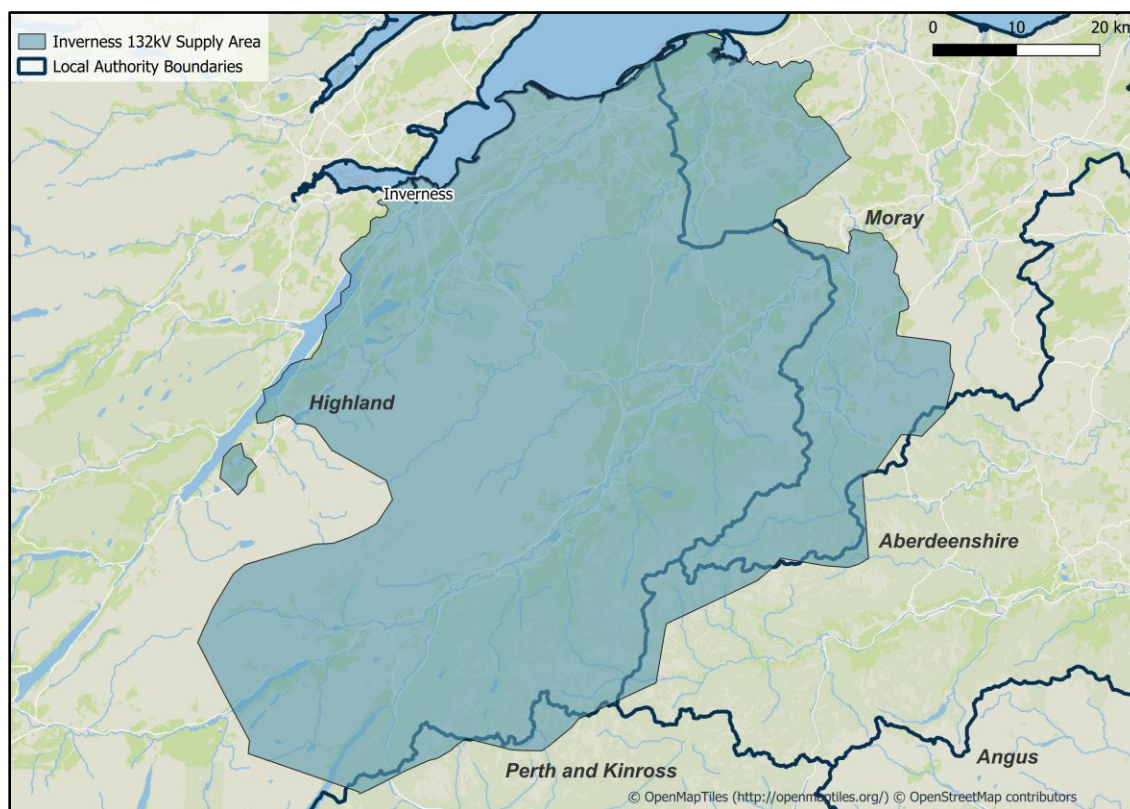 Inverness 132kV Supply Area
Local Authority Boundaries
0 10 20 km
Inverness
Moray
Highland
Aberdeenshire
Perth and Kinross
Angus
© OpenMapTiles (http://openmaptiles.org/) © OpenStreetMap contributors